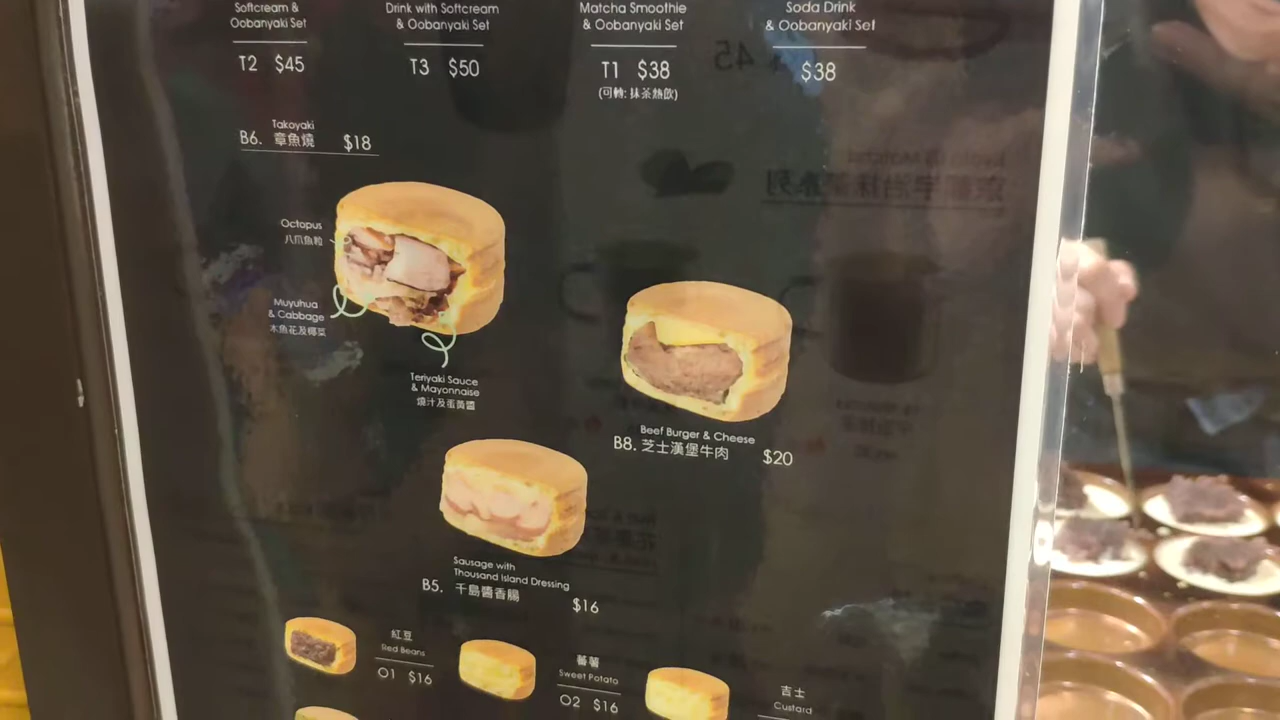 Softcream &
Oobanyaki Set
T2 $45
Drink with Softcream
& Oobanyaki Set
T3 $50
Matcha Smoothie
& Oobanyaki Set
T1 $38
(可轉: 抹茶熱飲)
Soda Drink
& Oobanyaki Set
$38
Takoyaki
B6. 章魚燒 $18
Octopus
八爪魚粒
Muyuhua
& Cabbage
木魚花及椰菜
Teriyaki Sauce
& Mayonnaise
燒汁及蛋黃醬
Beef Burger & Cheese
B8. 芝士漢堡牛肉 $20
Sausage with
Thousand Island Dressing
B5. 千島醬香腸 $16
紅豆
Red Beans
O1 $16
蕃薯
Sweet Potato
O2 $16
吉士
Custard